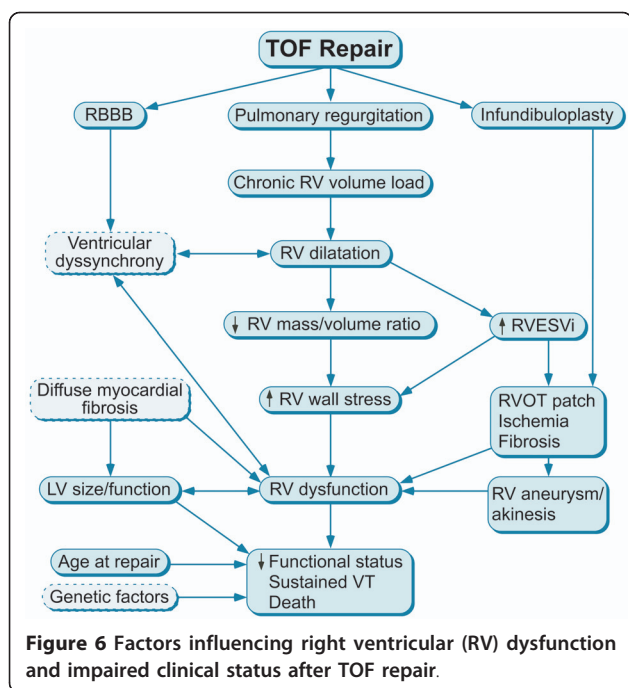 TOF Repair
RBBB
Pulmonary regurgitation
Infundibuloplasty
Chronic RV volume load
Ventricular
dyssynchrony
RV dilatation
↓ RV mass/volume ratio
↑ RVESVi
Diffuse myocardial
fibrosis
↑ RV wall stress
RVOT patch
Ischemia
Fibrosis
LV size/function
RV dysfunction
RV aneurysm/
akinesis
Age at repair
Genetic factors
↓ Functional status
Sustained VT
Death
Figure 6 Factors influencing right ventricular (RV) dysfunction
and impaired clinical status after TOF repair.